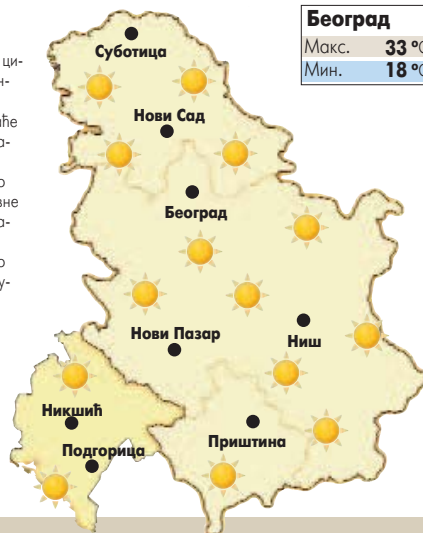 Београд
Макс. 33 °C
Мин. 18 °C
Суботица
Нови Сад
Београд
Нови Пазар
Ниш
Никшић
Приштина
Подгорица